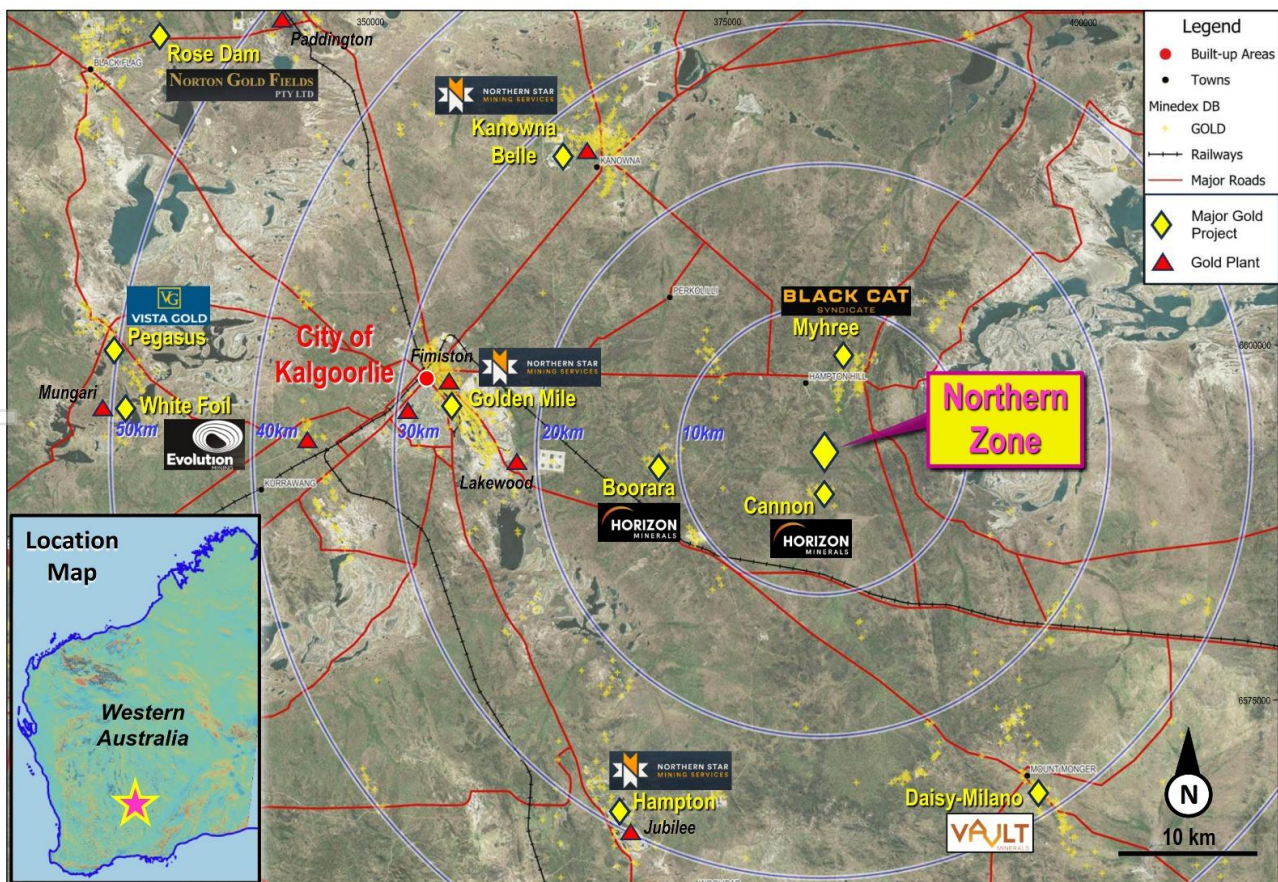 350000
375000
400000
Paddington
Rose Dam
BLACK FLAG
NORTON GOLD FIELDS
PTY LTD
NORTHERN STAR
MINING SERVICES
Kanowna
Belle
KANOWNA
Legend
Built-up Areas
Towns
Minedex DB
GOLD
Railways
Major Roads
Major Gold
Project
Gold Plant
PERKOLILLI
VG
VISTA GOLD
Pegasus
City of
Kalgoorlie
Fimiston
NORTHERN STAR
MINING SERVICES
Golden Mile
BLACK CAT
SYNDICATE
Myhree
HAMPTON HILL
6600000
Mungari
White Foil
Evolution
MINING
50km
40km
30km
20km
10km
Northern
Zone
KURRAWANG
Lakewood
Boorara
HORIZON
MINERALS
Cannon
HORIZON
MINERALS
Location
Map
Western
Australia
6575000
NORTHERN STAR
MINING SERVICES
Hampton
Jubilee
MOUNT MONGER
Daisy-Milano
VAULT
MINERALS
N
10 km